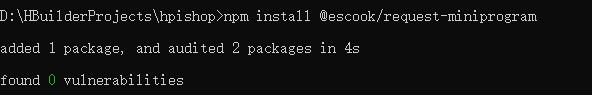 D:\HBuilderProjects\hpishop>npm install @escook/request-miniprogram
added 1 package, and audited 2 packages in 4s
found 0 vulnerabilities